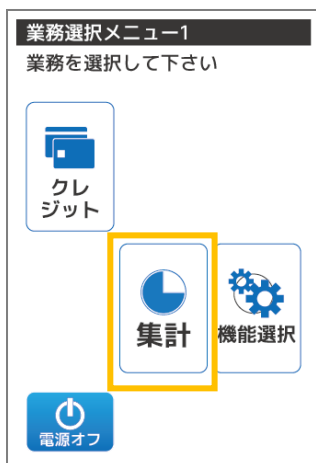 業務選択メニュー1
業務を選択して下さい
クレ
ジット
集計
機能選択
電源オフ